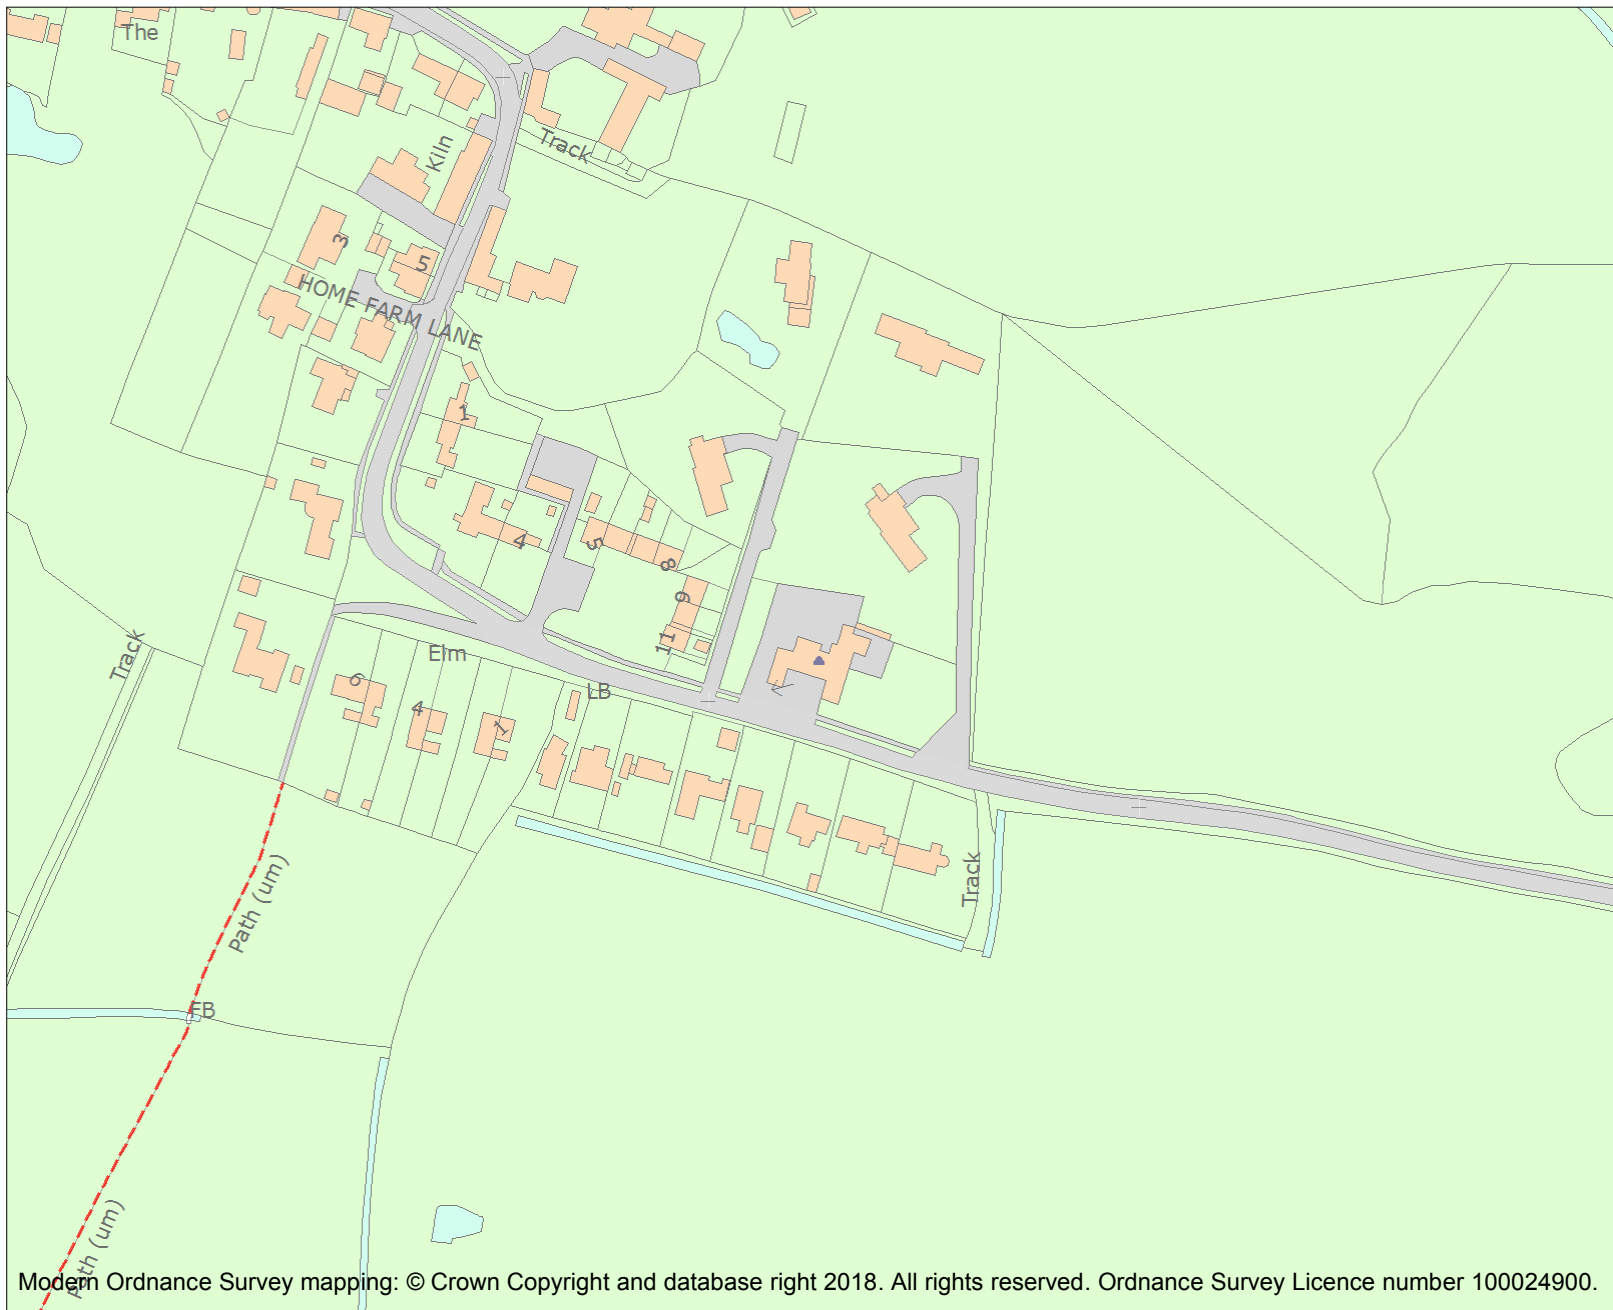 The
Kiln
Track
3
5
HOME FARM LANE
1
4
5
8
9
11
Track
Elm
6
4
1
LB
Track
Path (um)
FB
Path (um)
Modern Ordnance Survey mapping: © Crown Copyright and database right 2018. All rights reserved. Ordnance Survey Licence number 100024900.